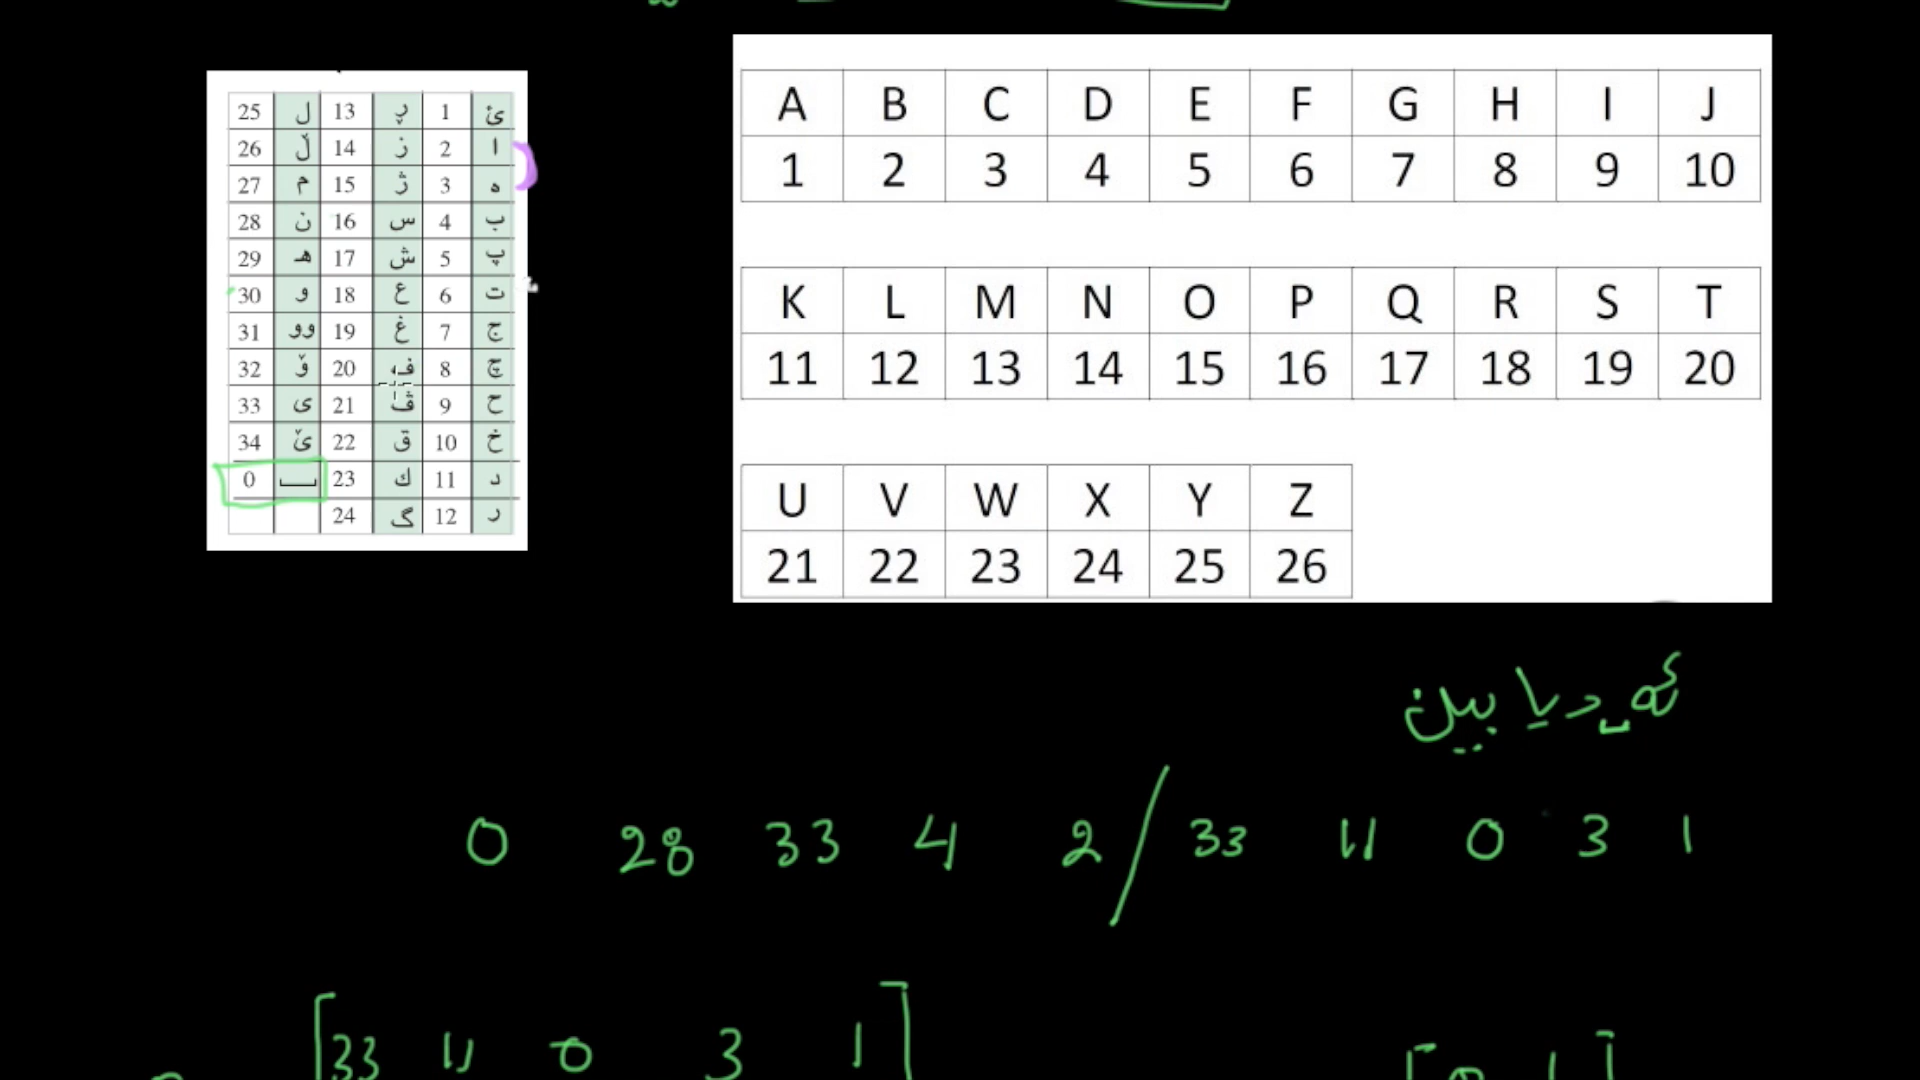 25 ل 13 ڕ 1 ئ
26 ڵ 14 ز 2 ا
27 م 15 ژ 3 ە
28 ن 16 س 4 ب
29 هـ 17 ش 5 پ
30 و 18 ع 6 ت
31 وو 19 غ 7 ج
32 ۆ 20 ف 8 چ
33 ی 21 ڤ 9 ح
34 ێ 22 ق 10 خ
0 23 ك 11 د
24 گ 12 ر
A B C D E F G H I J
1 2 3 4 5 6 7 8 9 10
K L M N O P Q R S T
11 12 13 14 15 16 17 18 19 20
U V W X Y Z
21 22 23 24 25 26
ئە دیا بین
0 28 33 4 2 / 33 11 0 3 1
[33 11 0 3 1]